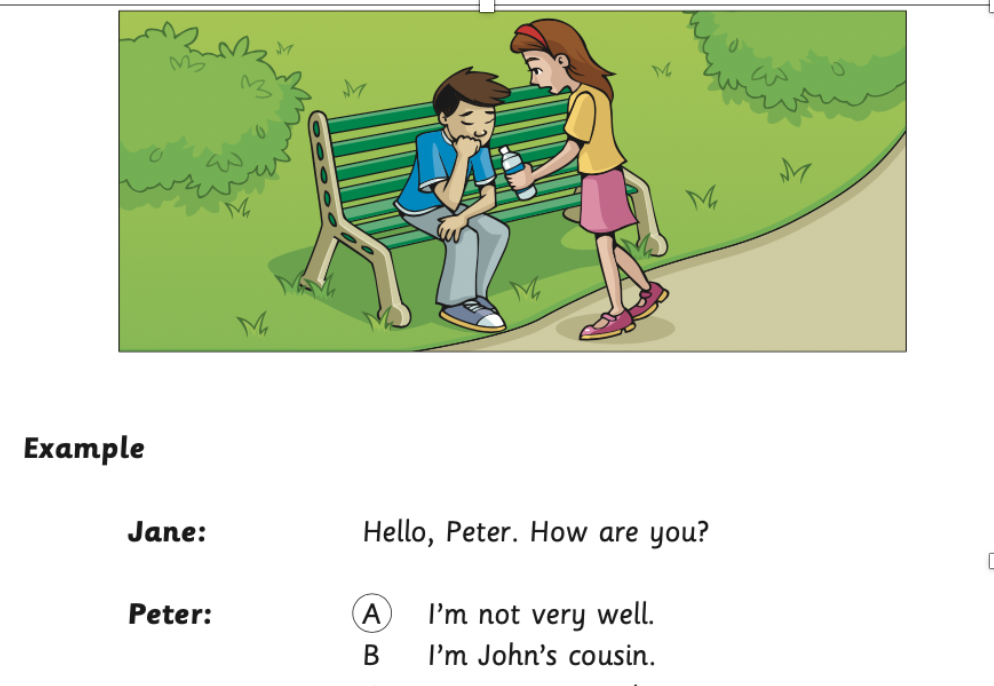 Example
Jane: Hello, Peter. How are you?
Peter: A I'm not very well.
B I'm John's cousin.